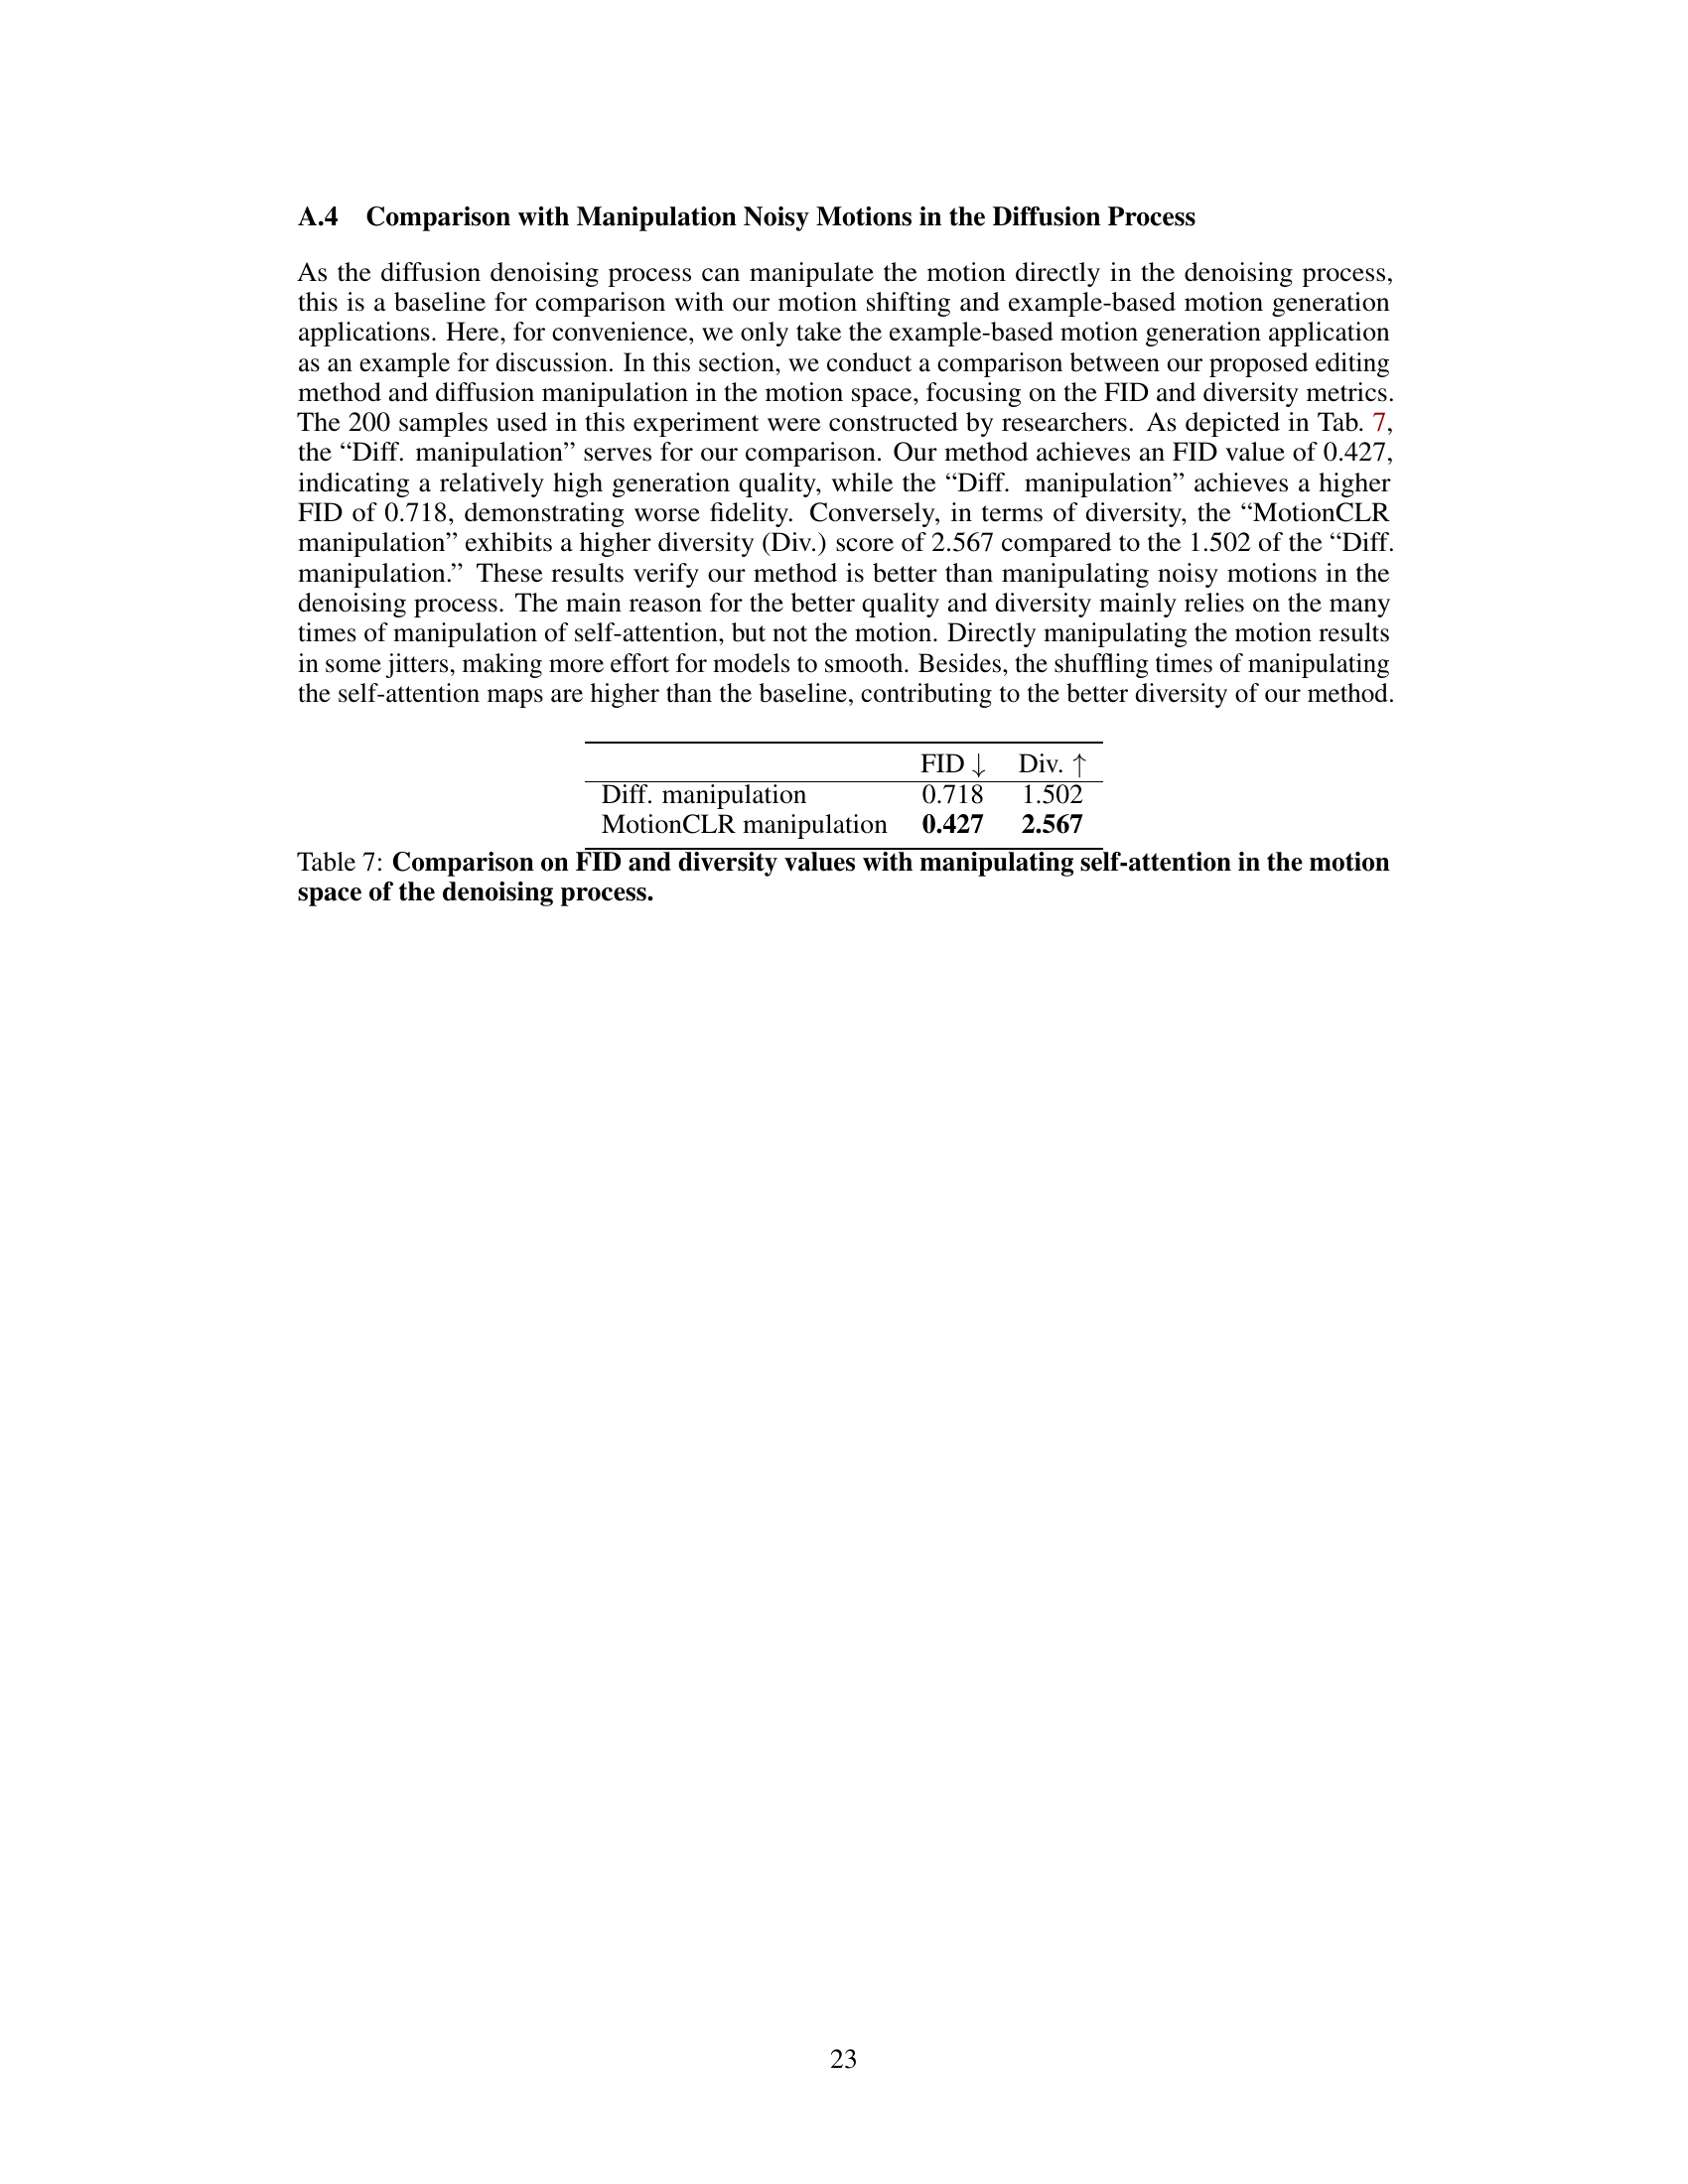 A.4 Comparison with Manipulation Noisy Motions in the Diffusion Process
As the diffusion denoising process can manipulate the motion directly in the denoising process,
this is a baseline for comparison with our motion shifting and example-based motion generation
applications. Here, for convenience, we only take the example-based motion generation application
as an example for discussion. In this section, we conduct a comparison between our proposed editing
method and diffusion manipulation in the motion space, focusing on the FID and diversity metrics.
The 200 samples used in this experiment were constructed by researchers. As depicted in Tab. 7,
the “Diff. manipulation” serves for our comparison. Our method achieves an FID value of 0.427,
indicating a relatively high generation quality, while the “Diff. manipulation” achieves a higher
FID of 0.718, demonstrating worse fidelity. Conversely, in terms of diversity, the “MotionCLR
manipulation” exhibits a higher diversity (Div.) score of 2.567 compared to the 1.502 of the “Diff.
manipulation.” These results verify our method is better than manipulating noisy motions in the
denoising process. The main reason for the better quality and diversity mainly relies on the many
times of manipulation of self-attention, but not the motion. Directly manipulating the motion results
in some jitters, making more effort for models to smooth. Besides, the shuffling times of manipulating
the self-attention maps are higher than the baseline, contributing to the better diversity of our method.
FID ↓ Div. ↑
Diff. manipulation 0.718 1.502
MotionCLR manipulation 0.427 2.567
Table 7: Comparison on FID and diversity values with manipulating self-attention in the motion
space of the denoising process.
23